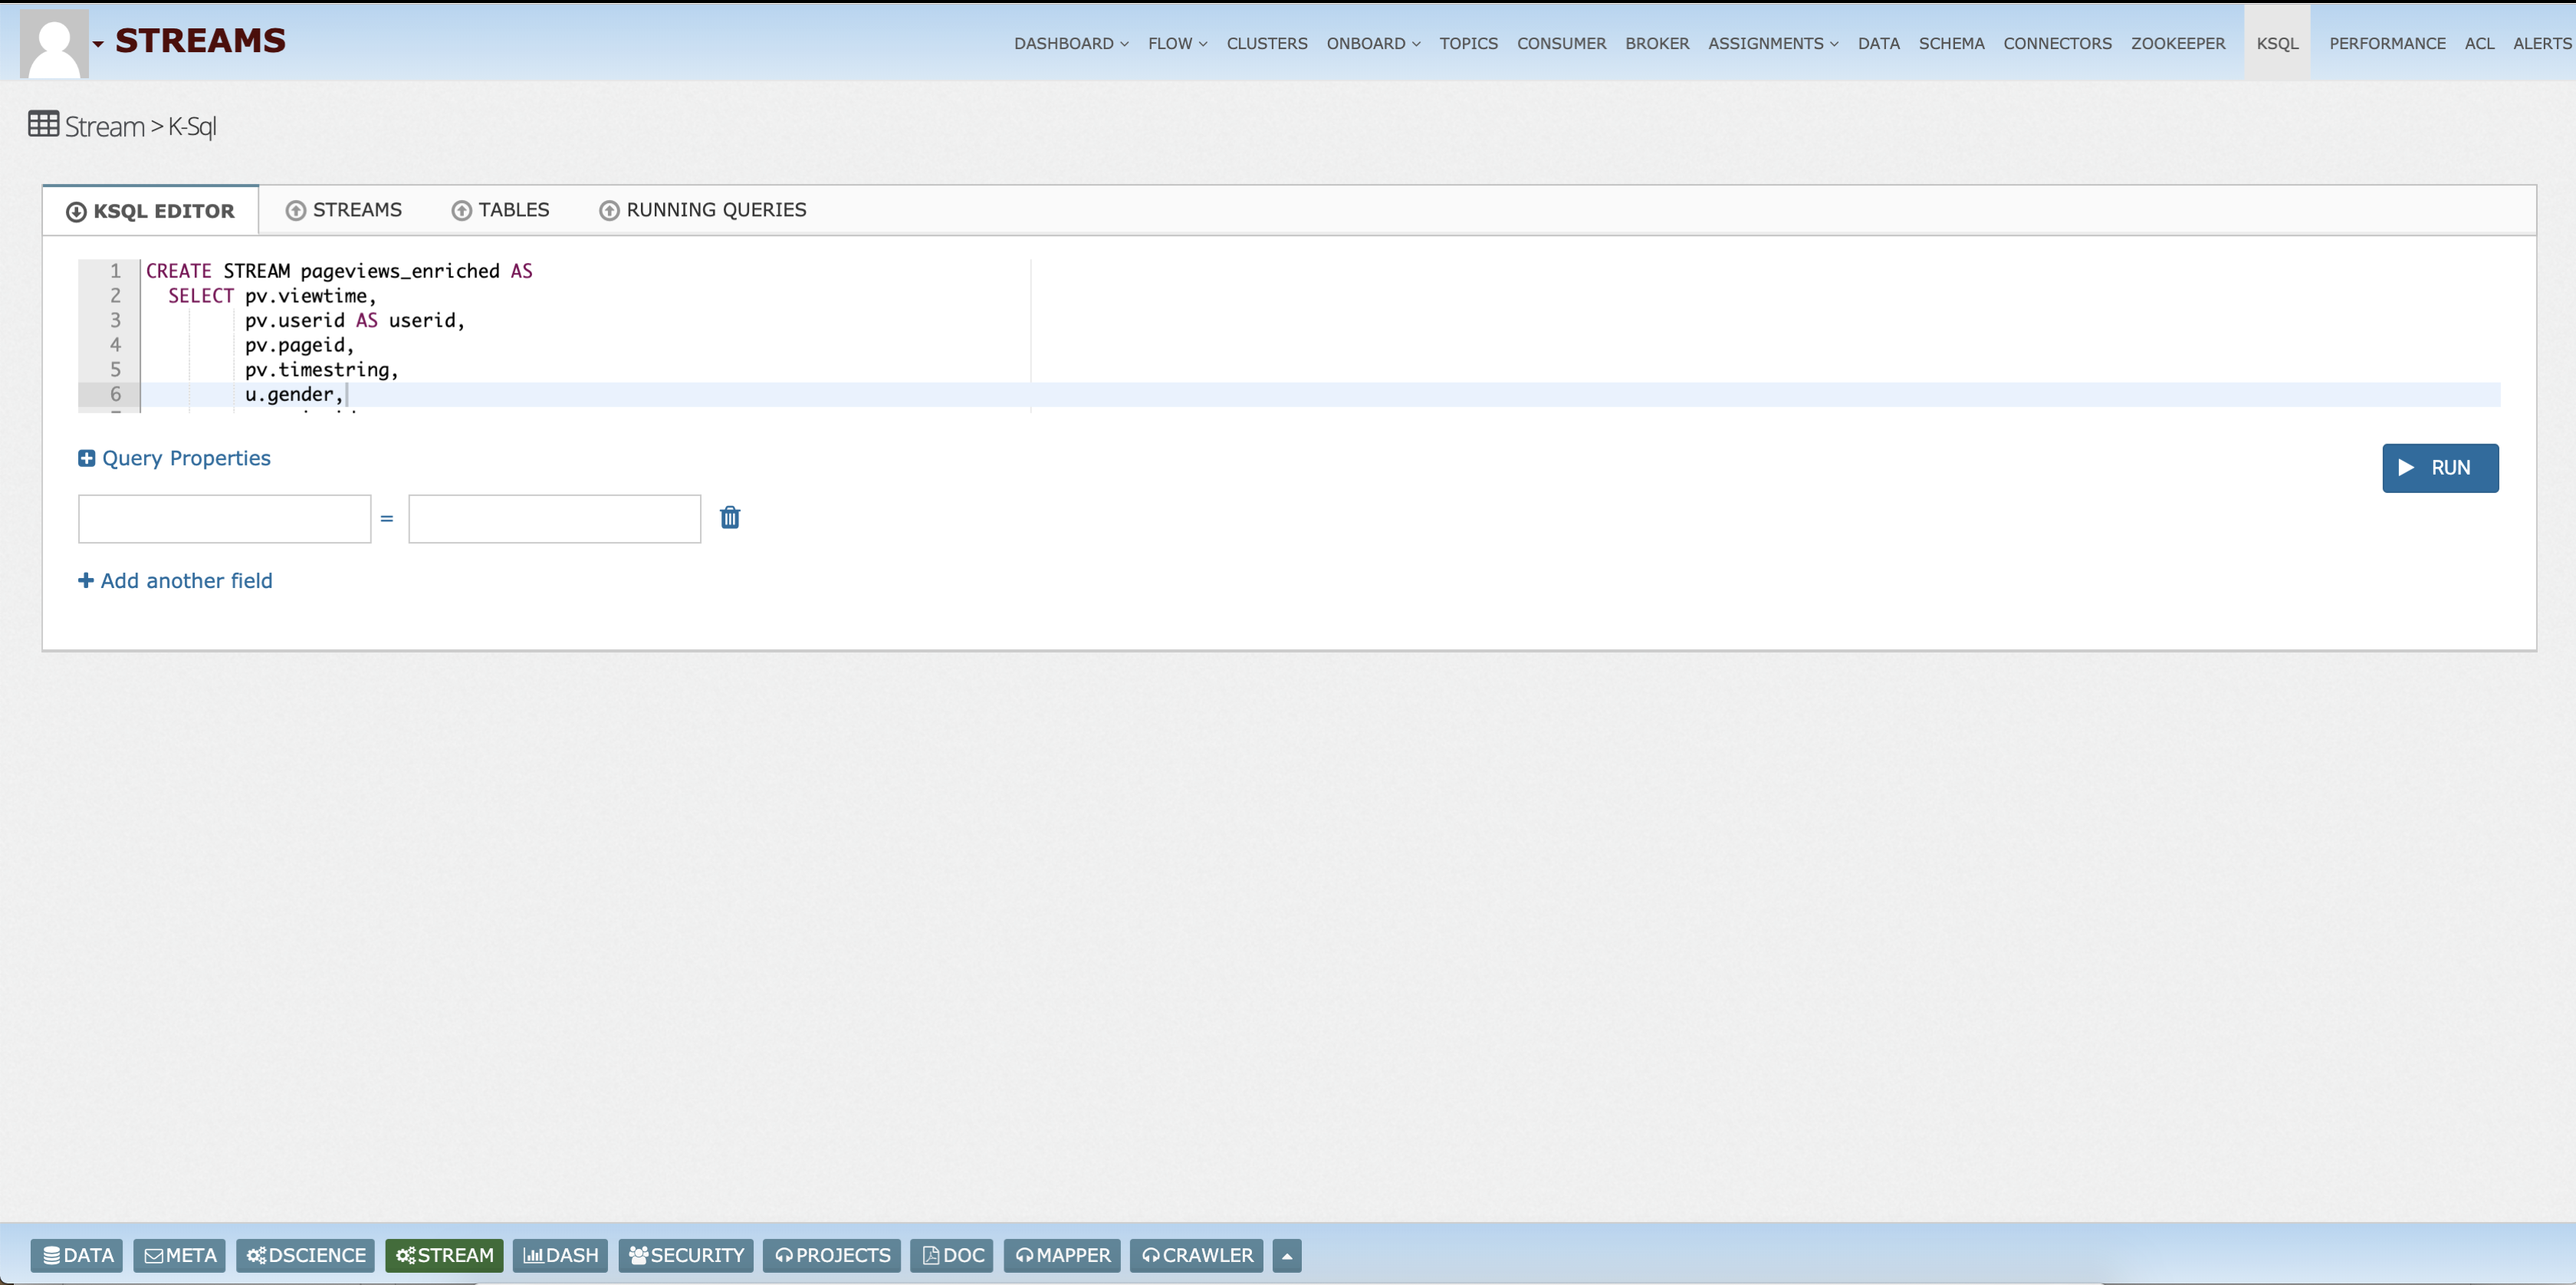 STREAMS
DASHBOARD FLOW CLUSTERS ONBOARD TOPICS CONSUMER BROKER ASSIGNMENTS DATA SCHEMA CONNECTORS ZOOKEEPER KSQL PERFORMANCE ACL ALERTS
Stream > K-Sql
KSQL EDITOR STREAMS TABLES RUNNING QUERIES
1 CREATE STREAM pageviews_enriched AS
2 SELECT pv.viewtime,
3 pv.userid AS userid,
4 pv.pageid,
5 pv.timestring,
6 u.gender,
Query Properties
RUN
=
+ Add another field
DATA META DSCIENCE STREAM DASH SECURITY PROJECTS DOC MAPPER CRAWLER